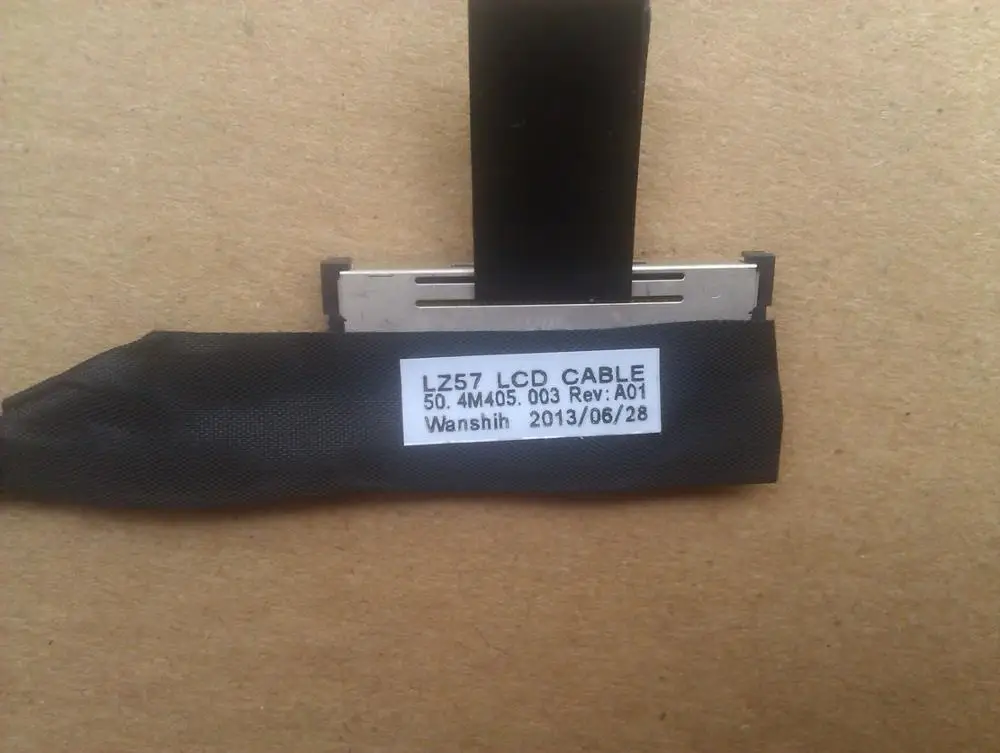 LZ57 LCD CABLE
50.4M405.003 Rev:A01
Wanshih 2013/06/28